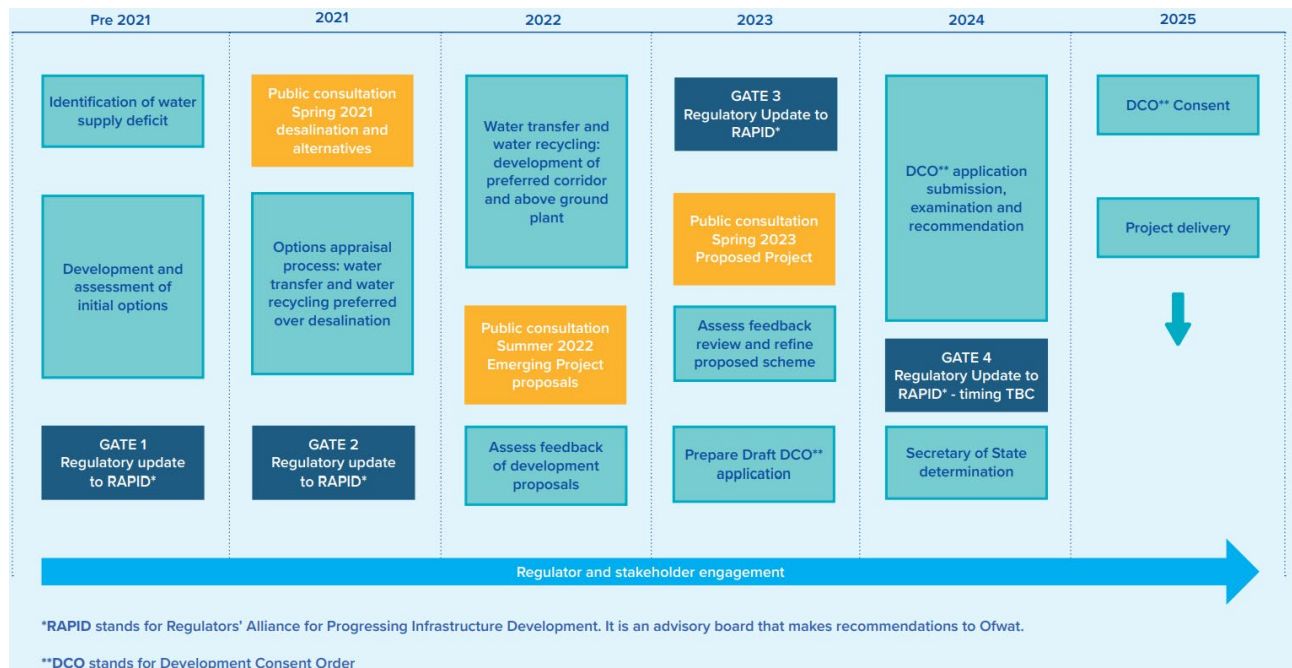 Pre 2021
2021
2022
2023
2024
2025
Identification of water
supply deficit
Development and
assessment of
initial options
GATE 1
Regulatory update
to RAPID*
Public consultation
Spring 2021
desalination and
alternatives
Options appraisal
process: water
transfer and water
recycling preferred
over desalination
GATE 2
Regulatory update
to RAPID*
Water transfer and
water recycling:
development of
preferred corridor
and above ground
plant
Public consultation
Summer 2022
Emerging Project
proposals
Assess feedback
of development
proposals
GATE 3
Regulatory Update to
RAPID*
Public consultation
Spring 2023
Proposed Project
Assess feedback
review and refine
proposed scheme
Prepare Draft DCO**
application
DCO** application
submission,
examination and
recommendation
GATE 4
Regulatory Update to
RAPID* - timing TBC
Secretary of State
determination
DCO** Consent
Project delivery
Regulator and stakeholder engagement
*RAPID stands for Regulators' Alliance for Progressing Infrastructure Development. It is an advisory board that makes recommendations to Ofwat.
**DCO stands for Development Consent Order